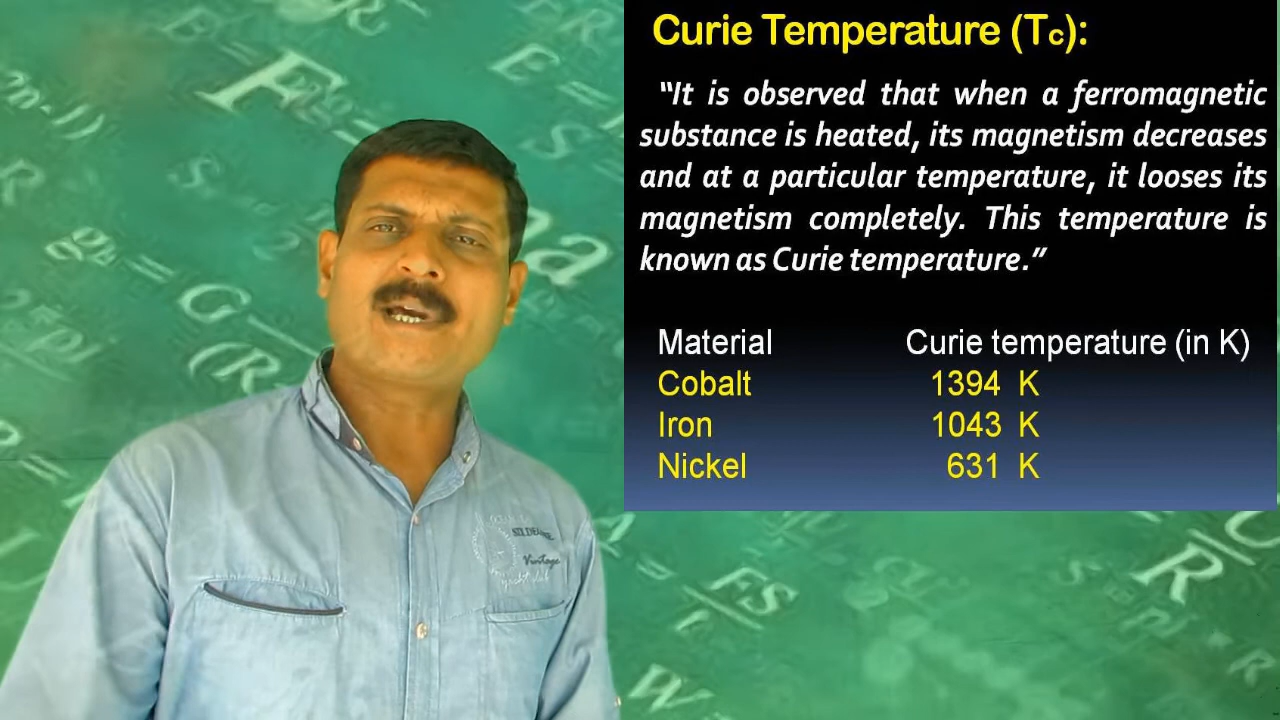 Curie Temperature (Tc):
“It is observed that when a ferromagnetic
substance is heated, its magnetism decreases
and at a particular temperature, it looses its
magnetism completely. This temperature is
known as Curie temperature.”
Material Curie temperature (in K)
Cobalt 1394 K
Iron 1043 K
Nickel 631 K
Vintage